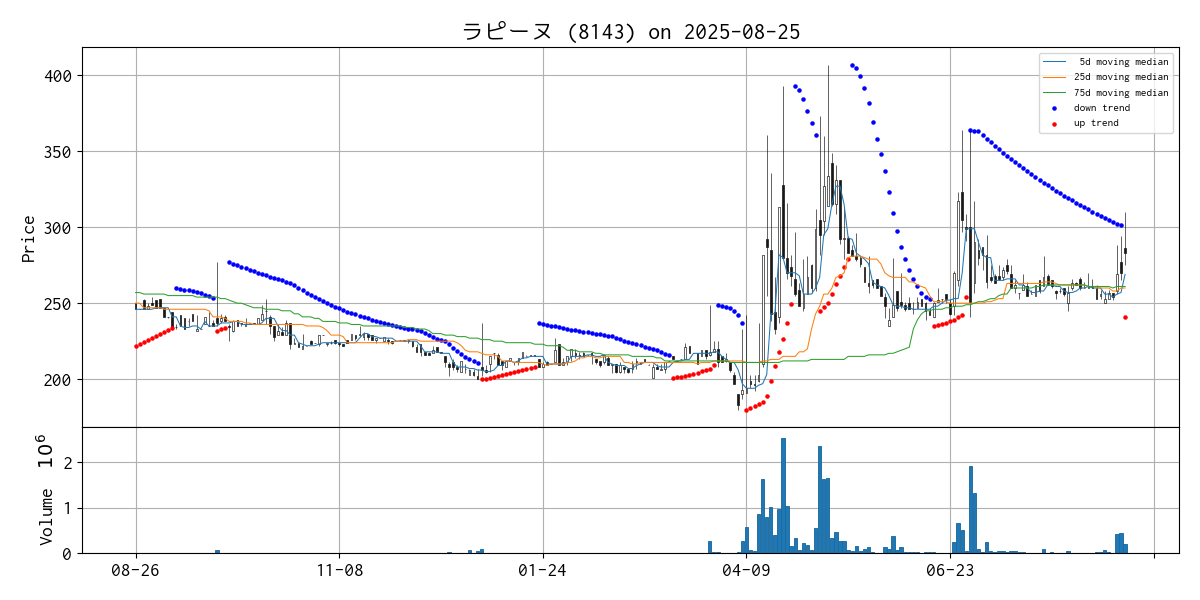 ラピーヌ (8143) on 2025-08-25
400
350
300
250
200
Price
5d moving median
25d moving median
75d moving median
down trend
up trend
2
1
0
Volume 10^6
08-26
11-08
01-24
04-09
06-23